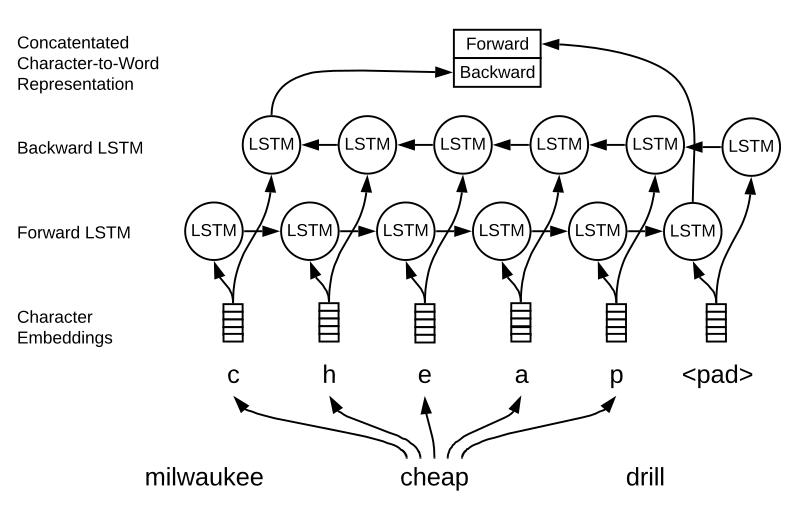 Concatentated
Character-to-Word
Representation
Forward
Backward
Backward LSTM
LSTM LSTM LSTM LSTM LSTM LSTM
Forward LSTM
LSTM LSTM LSTM LSTM LSTM LSTM
Character
Embeddings
c h e a p <pad>
milwaukee cheap drill